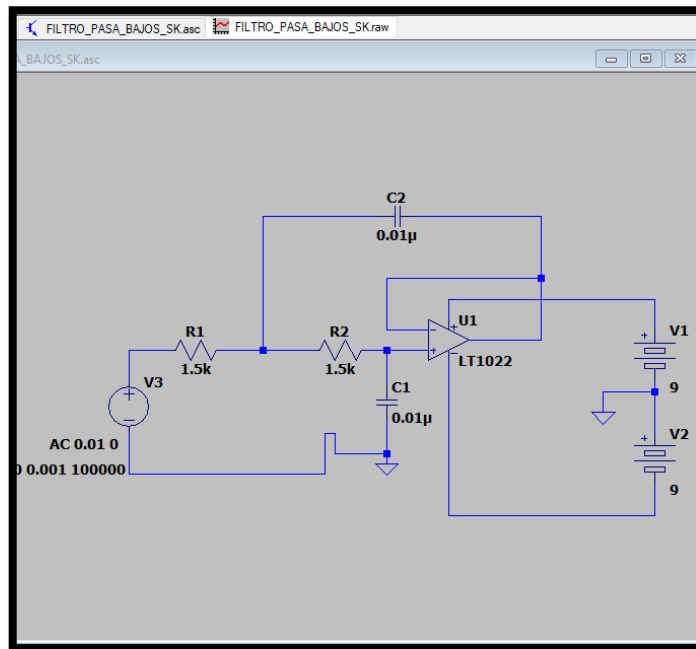 FILTRO_PASA_BAJOS_SK.asc FILTRO_PASA_BAJOS_SK.raw
A_BAJOS_SK.asc
C2
0.01µ
U1
LT1022
R1
1.5k
R2
1.5k
V1
9
V3
C1
0.01µ
AC 0.01 0
0 0.001 100000
V2
9